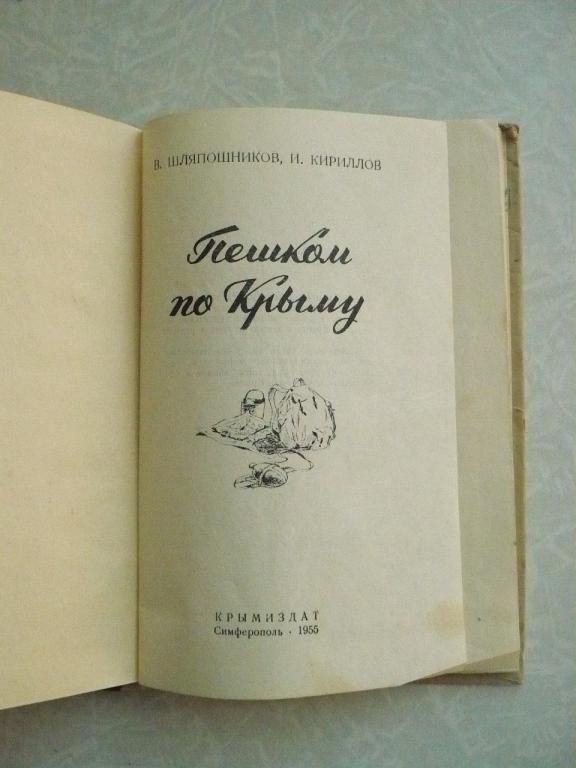 В. ШЛЯПОШНИКОВ, И. КИРИЛЛОВ
Пешком
по Крыму
КРЫМИЗДАТ
Симферополь · 1955